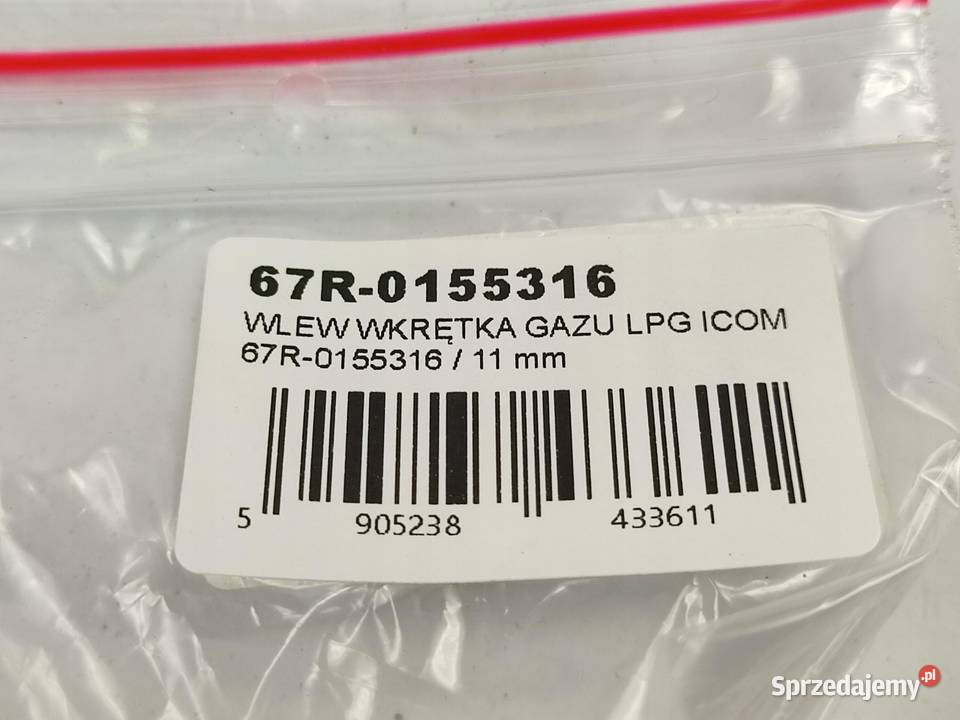 67R-0155316
WLEW WKRĘTKA GAZU LPG ICOM
67R-0155316 / 11 mm
5 905238 433611
Sprzedajemy.pl